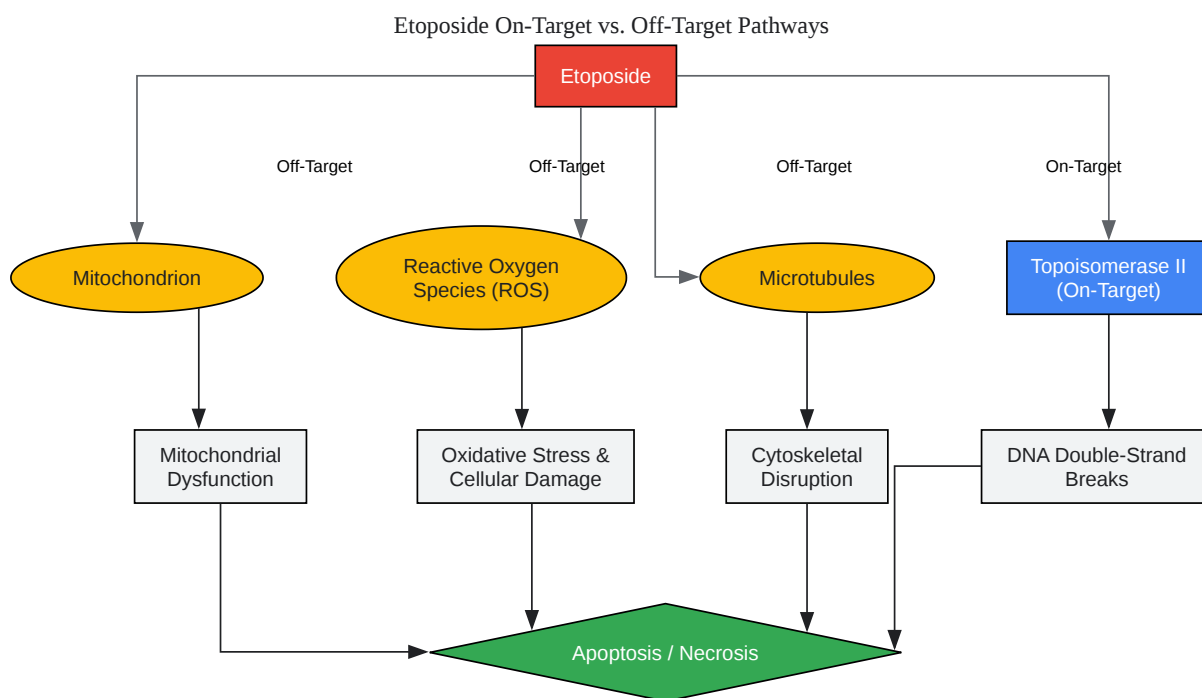 Etoposide On-Target vs. Off-Target Pathways
Etoposide
Off-Target
Off-Target
Off-Target
On-Target
Mitochondrion
Reactive Oxygen
Species (ROS)
Microtubules
Topoisomerase II
(On-Target)
Mitochondrial
Dysfunction
Oxidative Stress &
Cellular Damage
Cytoskeletal
Disruption
DNA Double-Strand
Breaks
Apoptosis / Necrosis